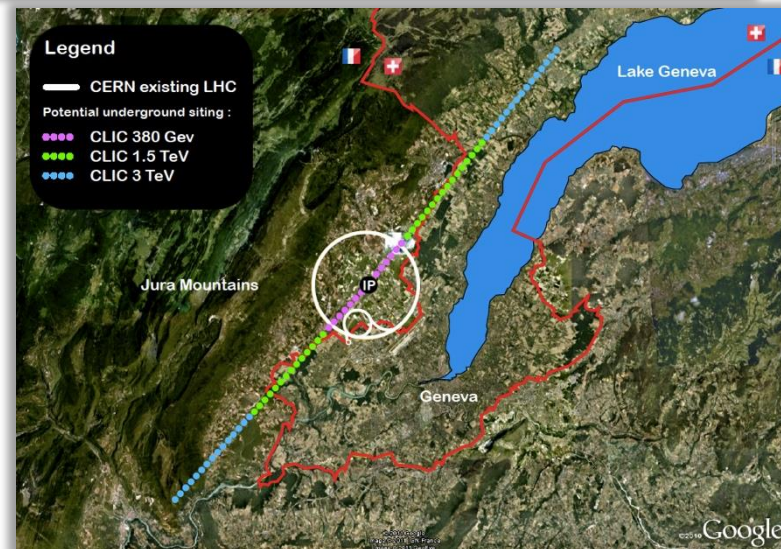 Legend
CERN existing LHC
Potential underground siting :
CLIC 380 Gev
CLIC 1.5 TeV
CLIC 3 TeV
Lake Geneva
Jura Mountains
IP
Geneva
©2010 Google